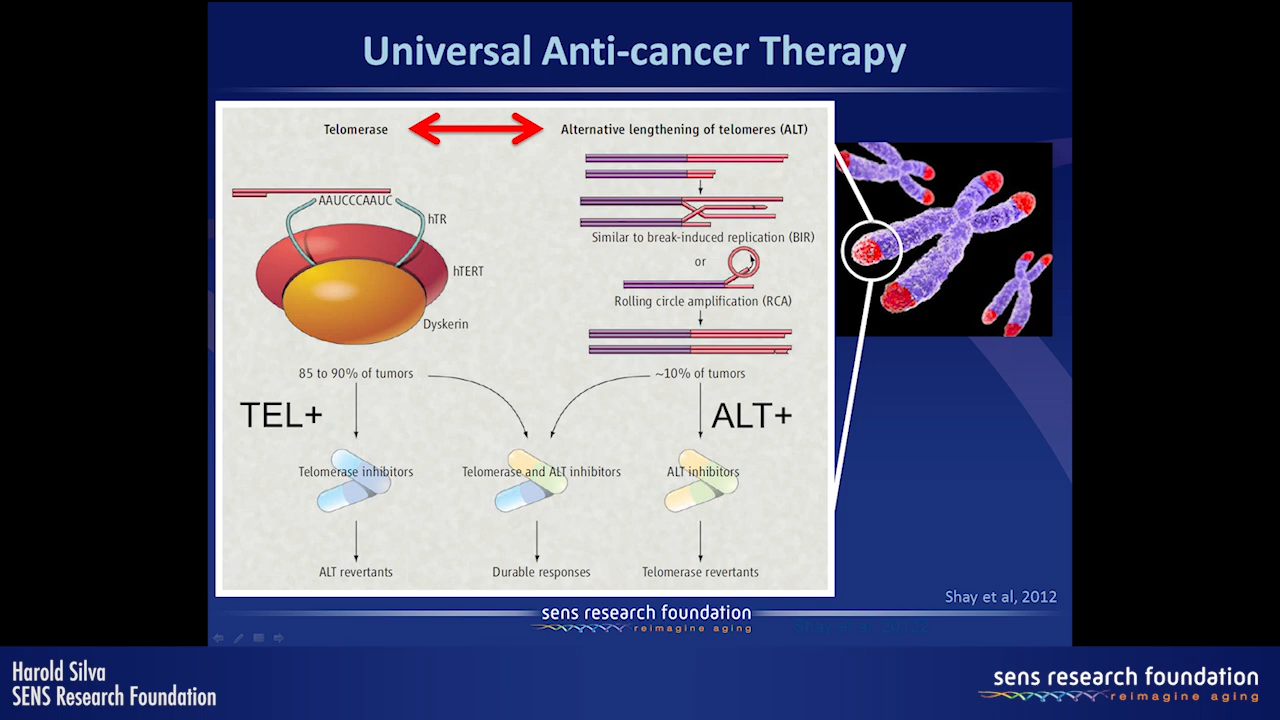 Universal Anti-cancer Therapy
Telomerase
Alternative lengthening of telomeres (ALT)
AAUCCCAAUC
hTR
hTERT
Dyskerin
Similar to break-induced replication (BIR)
or
Rolling circle amplification (RCA)
85 to 90% of tumors
~10% of tumors
TEL+
ALT+
Telomerase inhibitors
Telomerase and ALT inhibitors
ALT inhibitors
ALT revertants
Durable responses
Telomerase revertants
Shay et al, 2012
sens research foundation
reimagine aging
Harold Silva
SENS Research Foundation
sens research foundation
reimagine aging